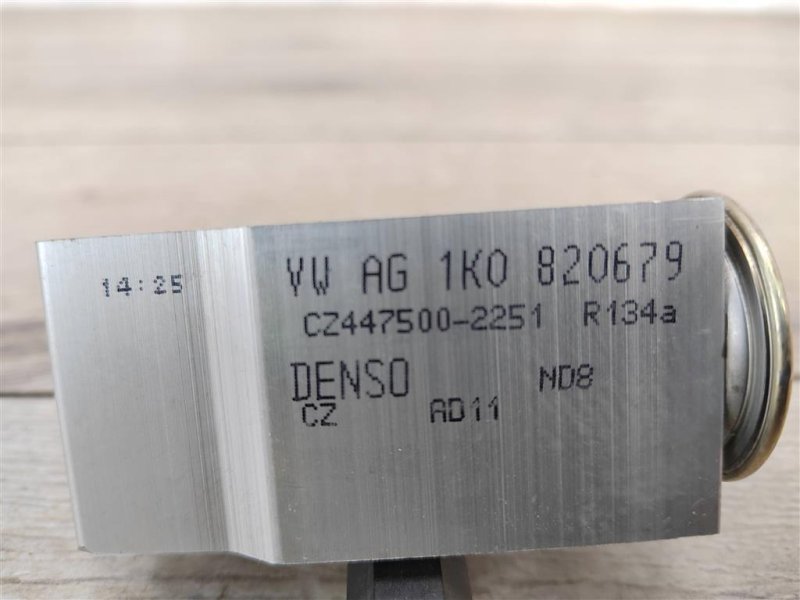 14:25
VW AG 1K0 820679
CZ447500-2251 R134a
DENSO ND8
CZ AD11